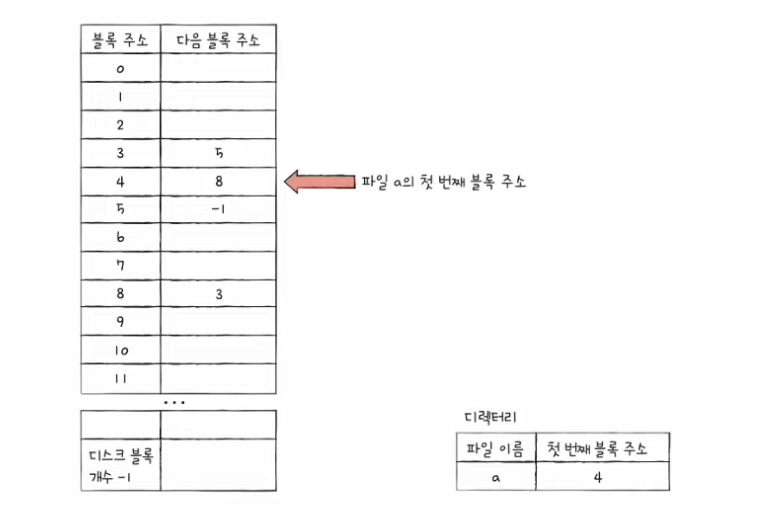 블록 주소 다음 블록 주소
0
1
2
3 5
4 8
파일 a의 첫 번째 블록 주소
5 -1
6
7
8 3
9
10
11
...
디스크 블록
개수 -1
디렉터리
파일 이름 첫 번째 블록 주소
a 4